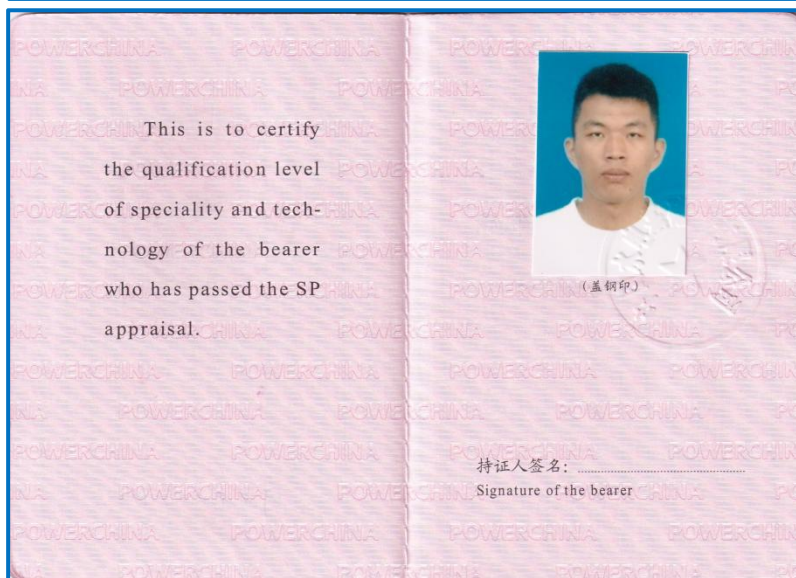 This is to certify
the qualification level
of speciality and tech-
nology of the bearer
who has passed the SP
appraisal.
POWERCHINA
(盖钢印)
持证人签名:
Signature of the bearer